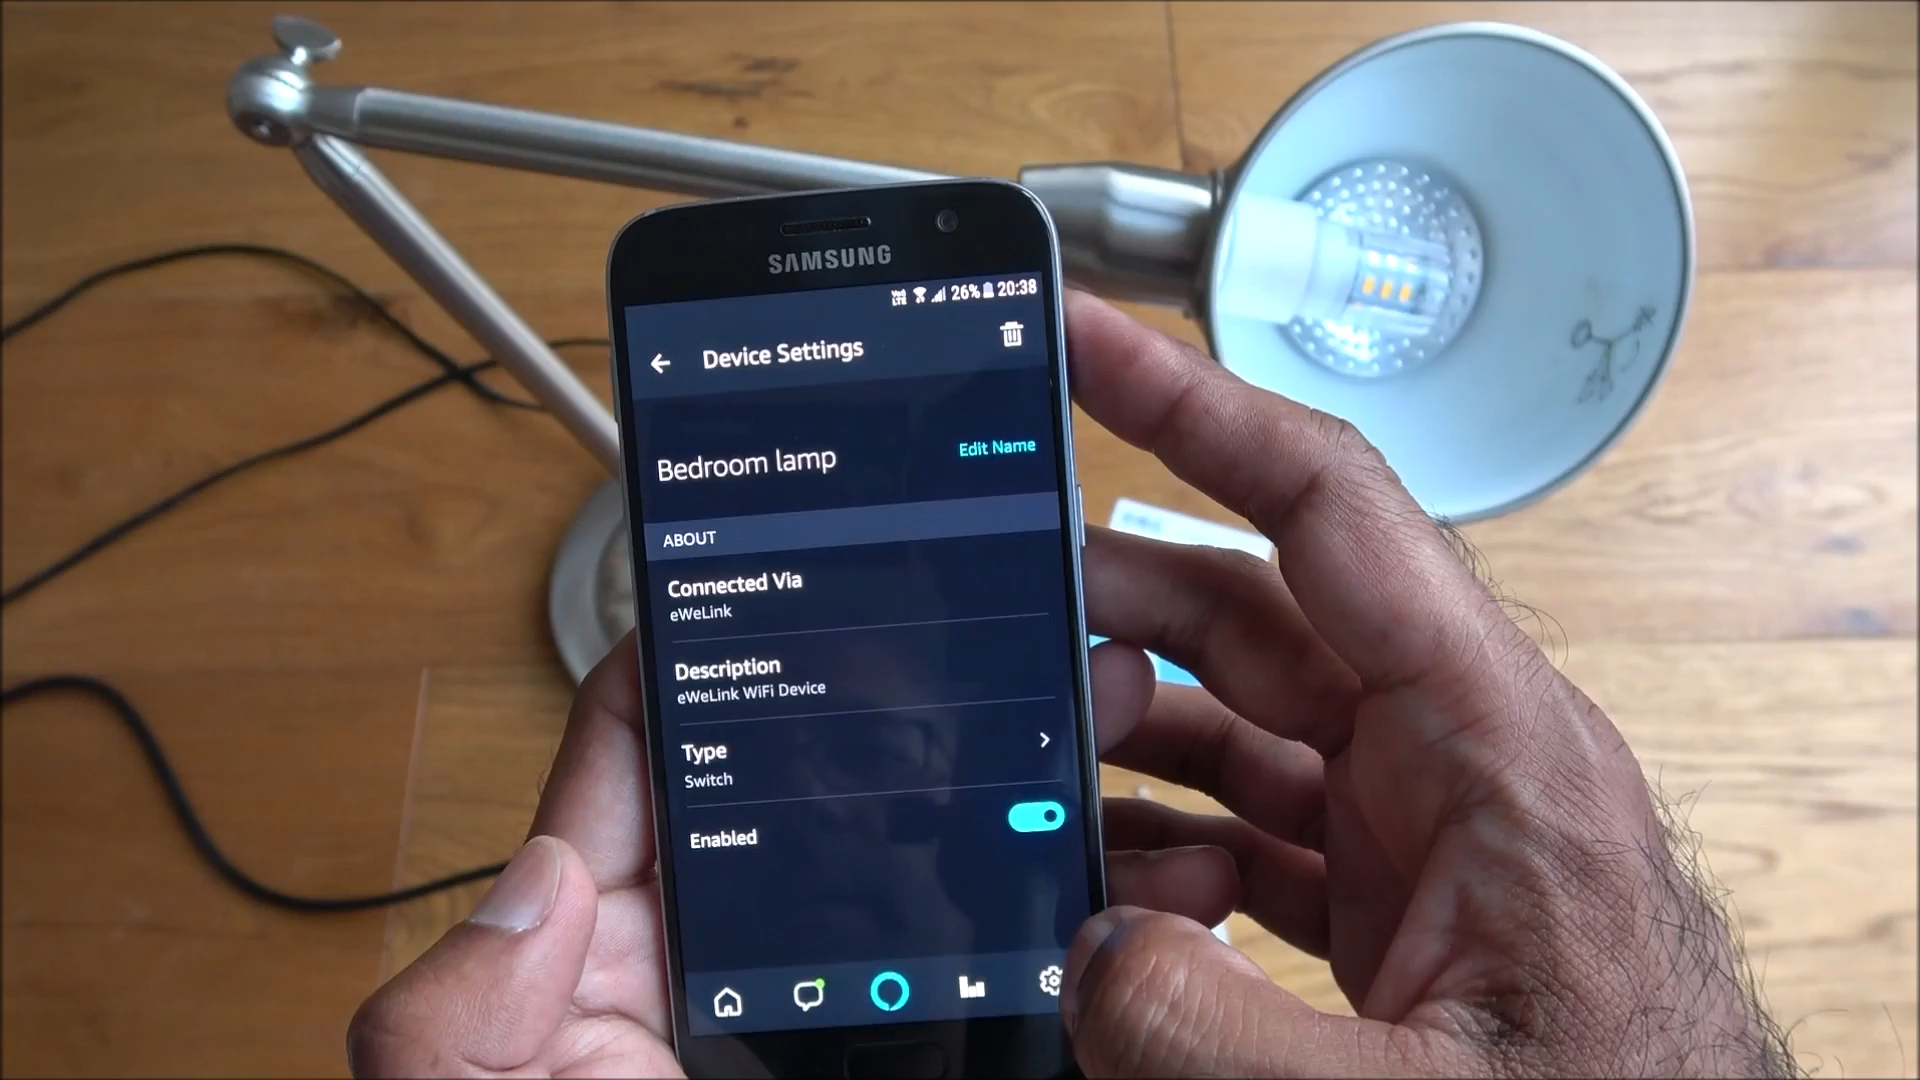 SAMSUNG
26% 20:38
Device Settings
Bedroom lamp
Edit Name
ABOUT
Connected Via
eWeLink
Description
eWeLink WiFi Device
Type
Switch
Enabled